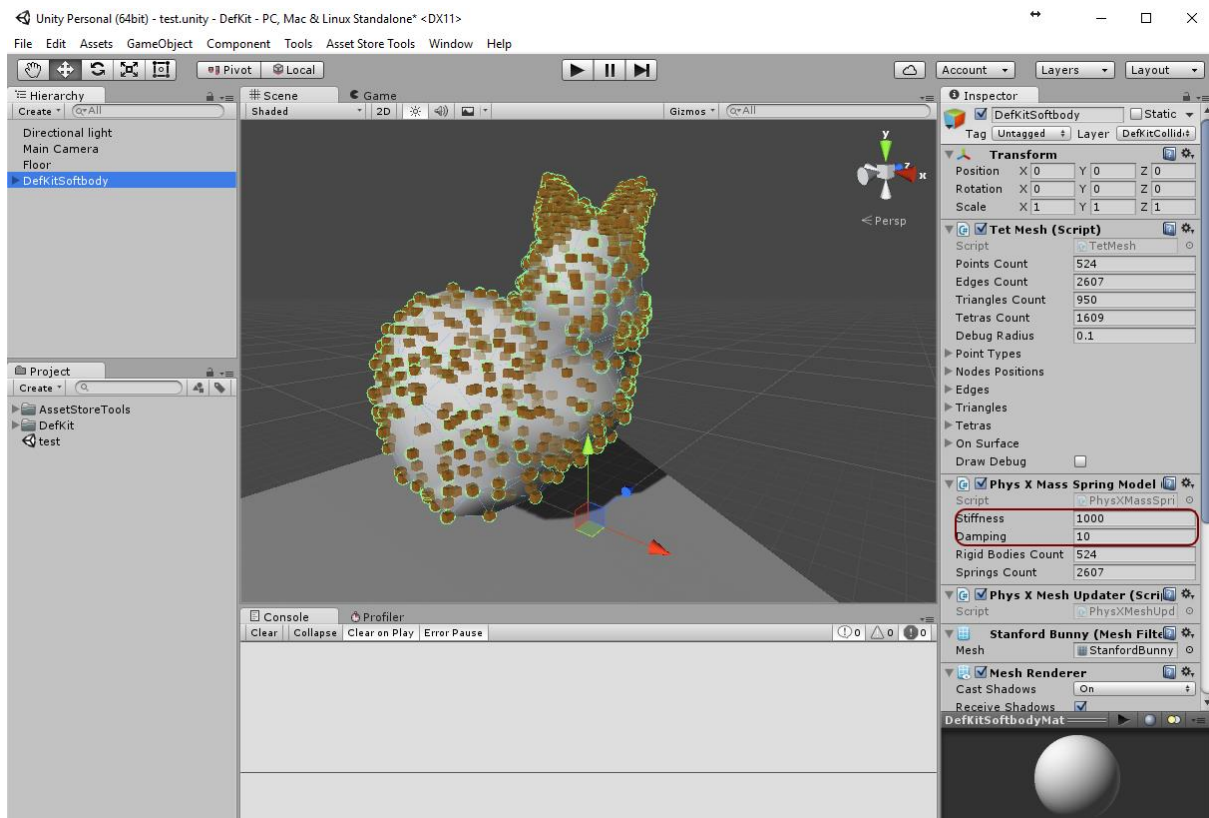 Unity Personal (64bit) - test.unity - DefKit - PC, Mac & Linux Standalone* <DX11>
File Edit Assets GameObject Component Tools Asset Store Tools Window Help
Pivot Local Account Layers Layout
Hierarchy
Create All
Directional light
Main Camera
Floor
DefKitSoftbody
Project
Create
AssetStoreTools
DefKit
test
Scene Game
Shaded 2D Gizmos All
y
z
x
Persp
Console Profiler
Clear Collapse Clear on Play Error Pause 0 0 0
Inspector
DefKitSoftbody Static
Tag Untagged Layer DefKitCollid
Transform
Position X 0 Y 0 Z 0
Rotation X 0 Y 0 Z 0
Scale X 1 Y 1 Z 1
Tet Mesh (Script)
Script TetMesh
Points Count 524
Edges Count 2607
Triangles Count 950
Tetras Count 1609
Debug Radius 0.1
Point Types
Nodes Positions
Edges
Triangles
Tetras
On Surface
Draw Debug
Phys X Mass Spring Model (
Script PhysXMassSpri
Stiffness 1000
Damping 10
Rigid Bodies Count 524
Springs Count 2607
Phys X Mesh Updater (Scri
Script PhysXMeshUpd
Stanford Bunny (Mesh Filte
Mesh StanfordBunny
Mesh Renderer
Cast Shadows On
Receive Shadows
DefKitSoftbodyMat